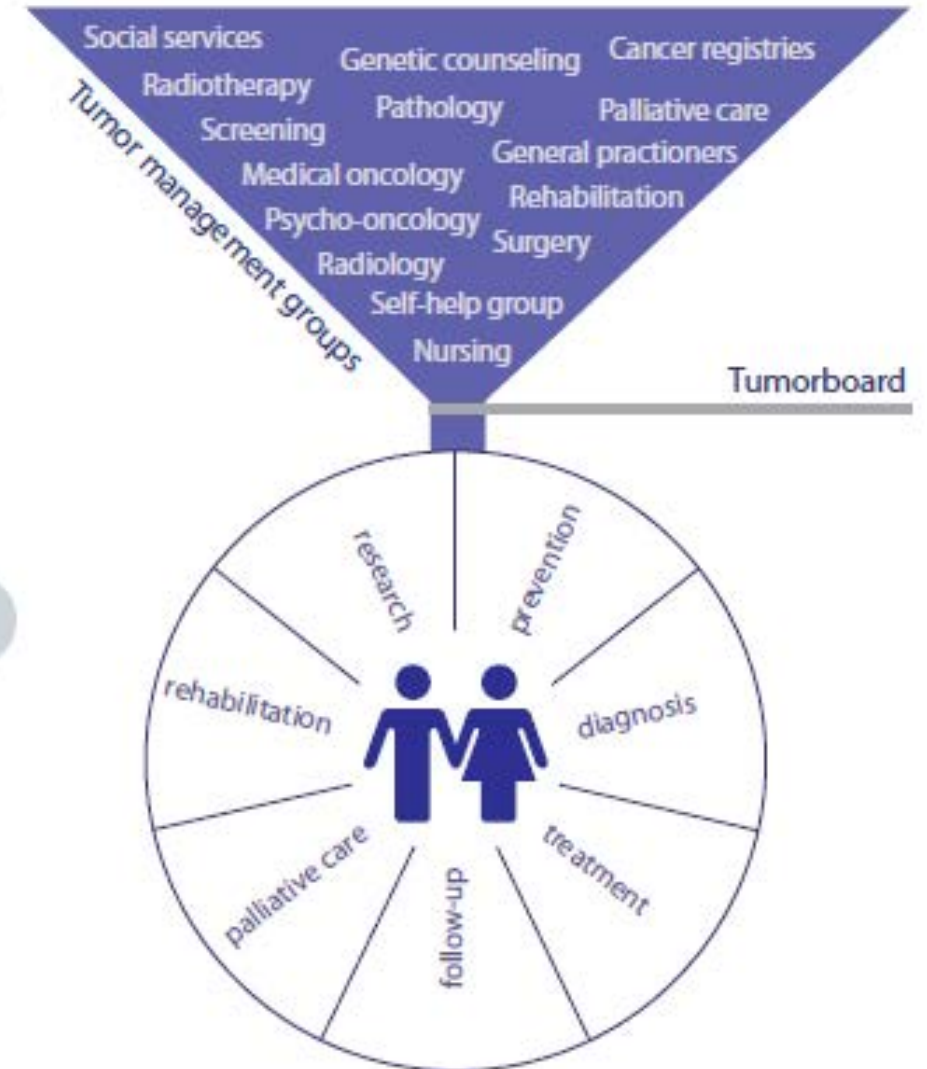 Social services
Genetic counseling
Cancer registries
Radiotherapy
Pathology
Palliative care
Screening
General practioners
Medical oncology
Rehabilitation
Psycho-oncology
Surgery
Radiology
Self-help group
Nursing
Tumor management groups
Tumorboard
research
prevention
rehabilitation
diagnosis
palliative care
treatment
follow-up